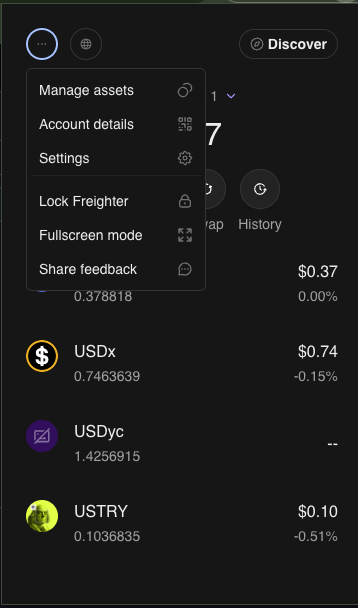 Discover
Manage assets
1
Account details
7
Settings
Lock Freighter
History
Fullscreen mode
Share feedback
$0.37
0.378818
0.00%
USDx
$0.74
0.7463639
-0.15%
USDyc
--
1.4256915
USTRY
$0.10
0.1036835
-0.51%